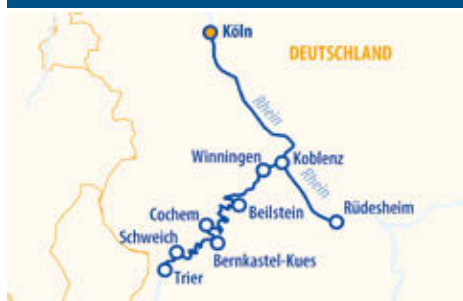 Köln
DEUTSCHLAND
Rhein
Winningen
Koblenz
Rhein
Cochem
Beilstein
Rüdesheim
Schweich
Bernkastel-Kues
Trier